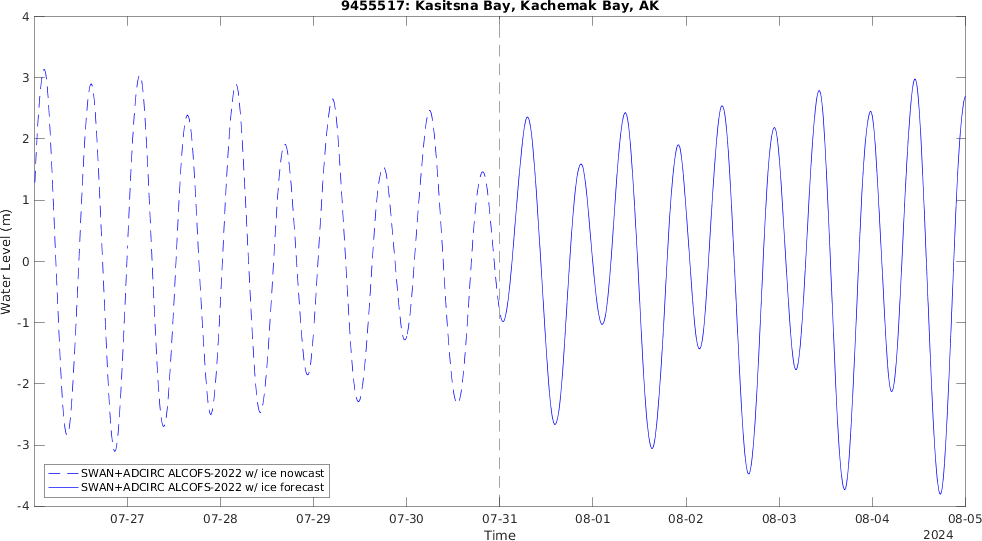 9455517: Kasitsna Bay, Kachemak Bay, AK
4
3
2
1
0
-1
-2
-3
-4
Water Level (m)
SWAN+ADCIRC ALCOFS-2022 w/ ice nowcast
SWAN+ADCIRC ALCOFS-2022 w/ ice forecast
07-27 07-28 07-29 07-30 07-31 08-01 08-02 08-03 08-04 08-05
Time
2024